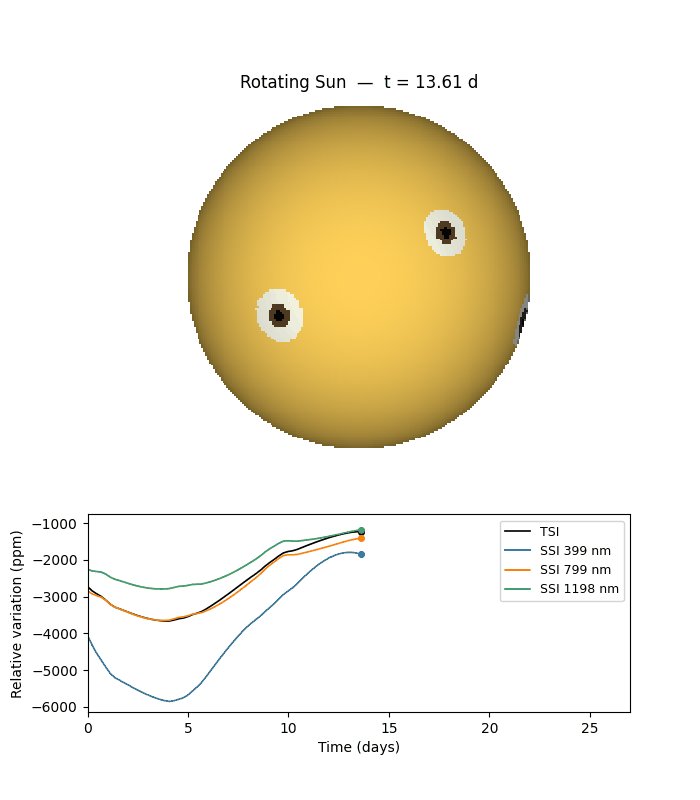 Rotating Sun — t = 13.61 d
−1000
−2000
−3000
−4000
−5000
−6000
Relative variation (ppm)
TSI
SSI 399 nm
SSI 799 nm
SSI 1198 nm
0 5 10 15 20 25
Time (days)